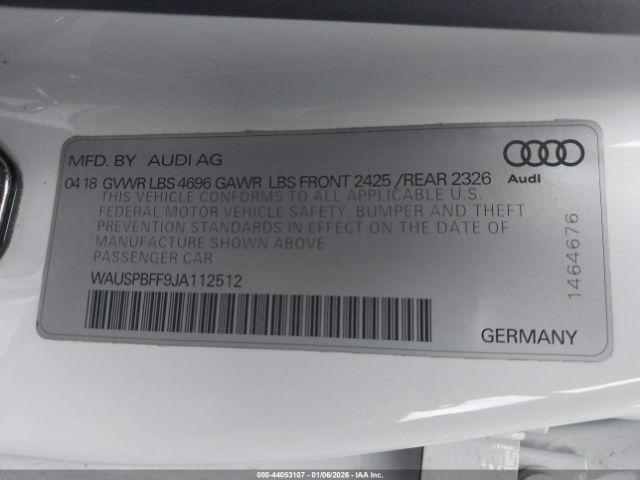 MFD. BY AUDI AG
04 18 GVWR LBS 4696 GAWR LBS FRONT 2425 / REAR 2326
THIS VEHICLE CONFORMS TO ALL APPLICABLE U.S.
FEDERAL MOTOR VEHICLE SAFETY, BUMPER AND THEFT
PREVENTION STANDARDS IN EFFECT ON THE DATE OF
MANUFACTURE SHOWN ABOVE
PASSENGER CAR
WAUSPBFF9JA112512
Audi
1464676
GERMANY
000-44053107 - 01/06/2026 - IAA Inc.